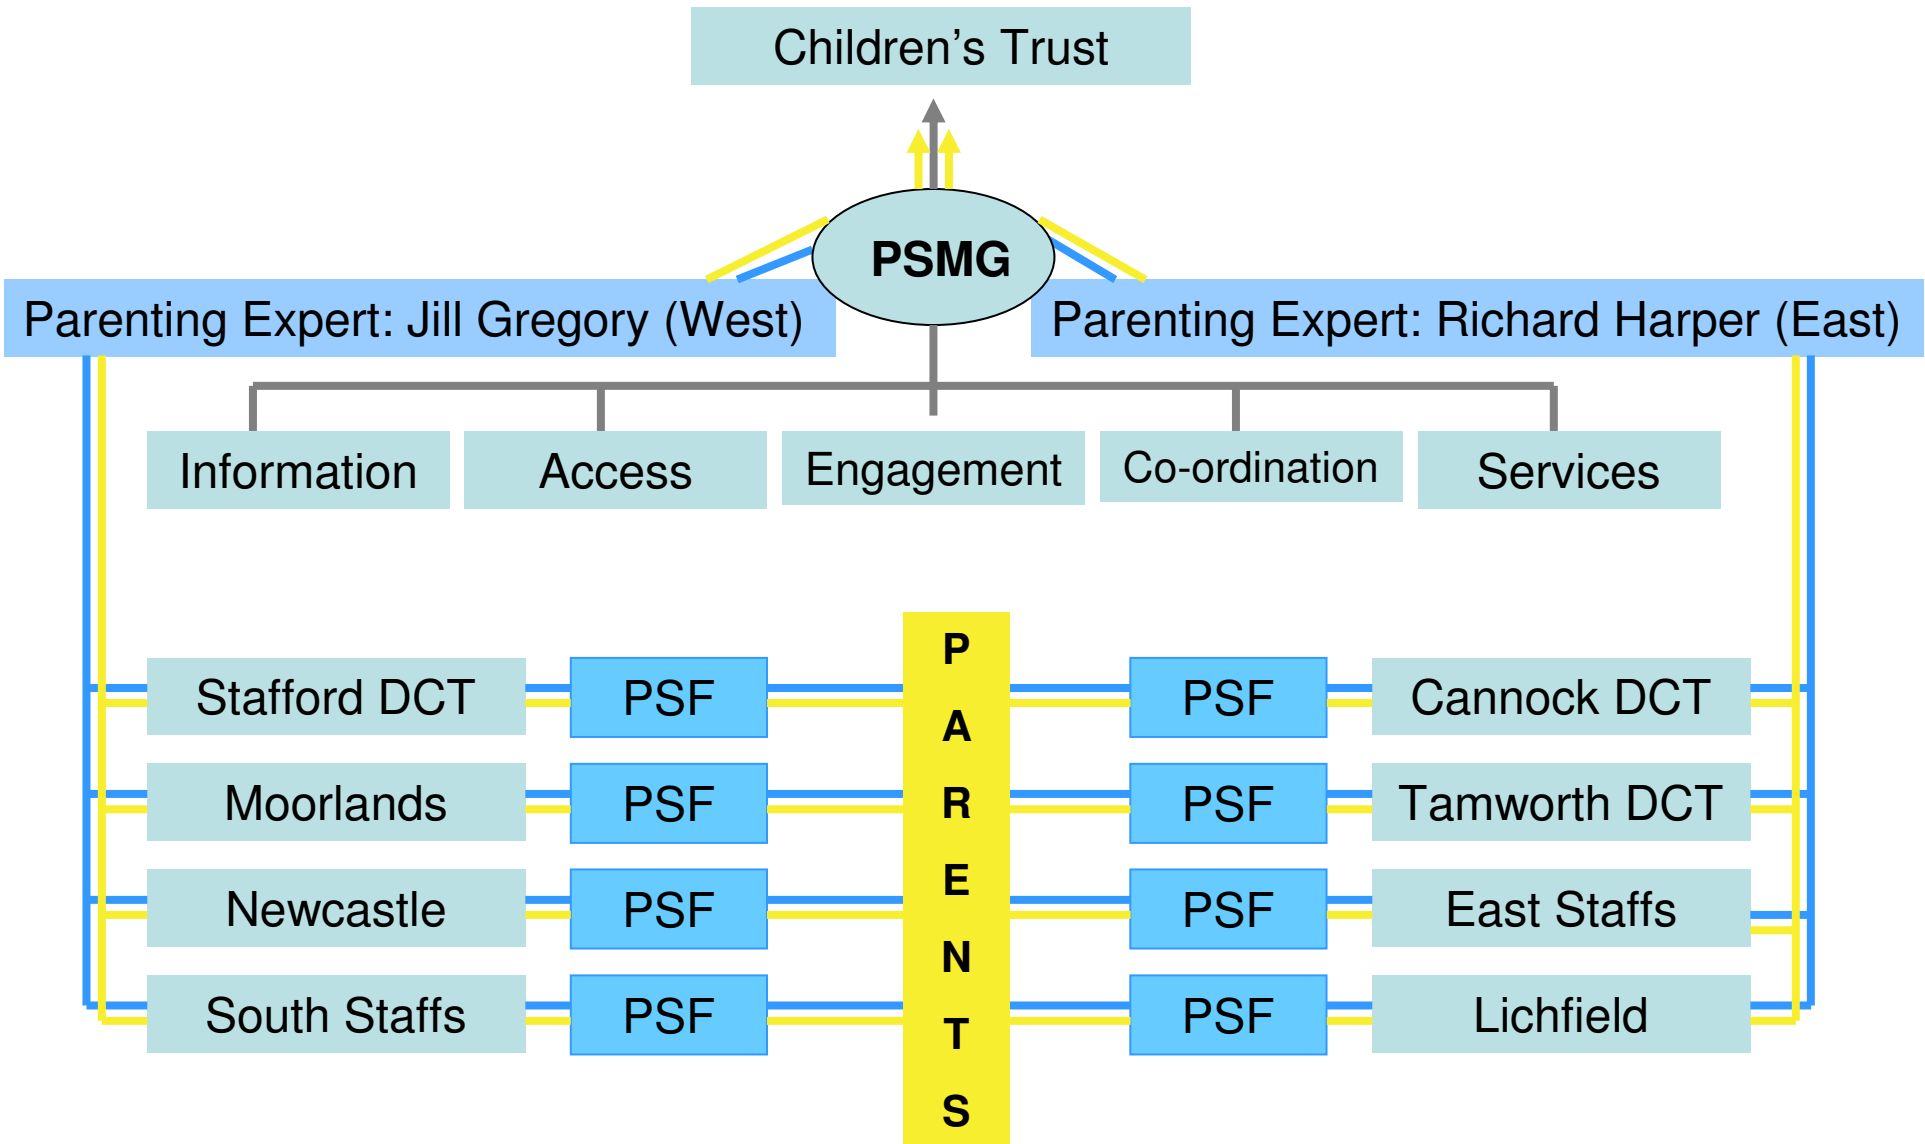 Children’s Trust
PSMG
Parenting Expert: Jill Gregory (West)
Parenting Expert: Richard Harper (East)
Information
Access
Engagement
Co-ordination
Services
PARENTS
Stafford DCT
PSF
PSF
Cannock DCT
Moorlands
PSF
PSF
Tamworth DCT
Newcastle
PSF
PSF
East Staffs
South Staffs
PSF
PSF
Lichfield